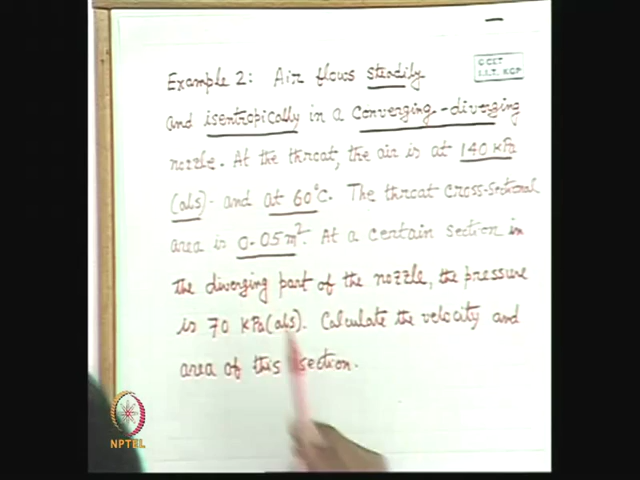 Example 2: Air flows steadily
C CET
I.I.T. KGP
and isentropically in a converging-diverging
nozzle. At the throat, the air is at 140 KPa
(abs) and at 60°C. The throat cross-sectional
area is 0.05 m². At a certain section in
the diverging part of the nozzle, the pressure
is 70 KPa (abs). Calculate the velocity and
area of this section.
NPTEL